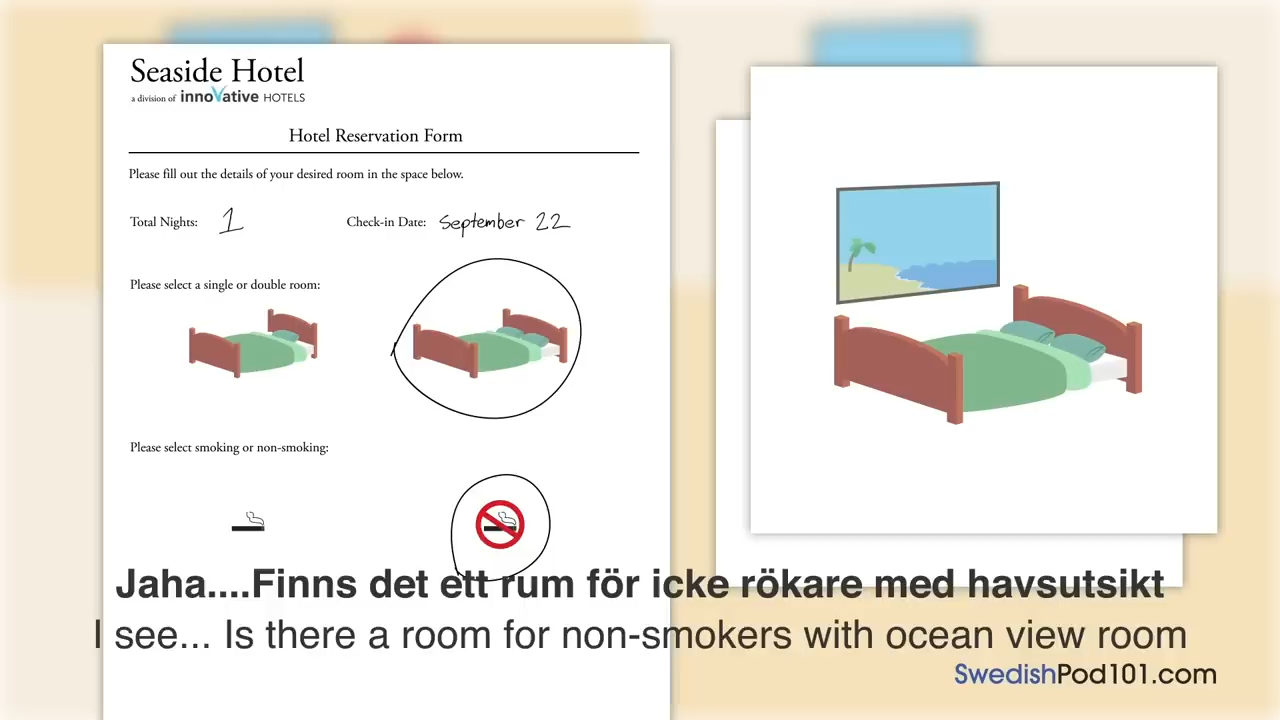 Seaside Hotel
a division of innoVative HOTELS
Hotel Reservation Form
Please fill out the details of your desired room in the space below.
Total Nights: 1 Check-in Date: September 22
Please select a single or double room:
Please select smoking or non-smoking:
Jaha....Finns det ett rum för icke rökare med havsutsikt
I see... Is there a room for non-smokers with ocean view room
SwedishPod101.com